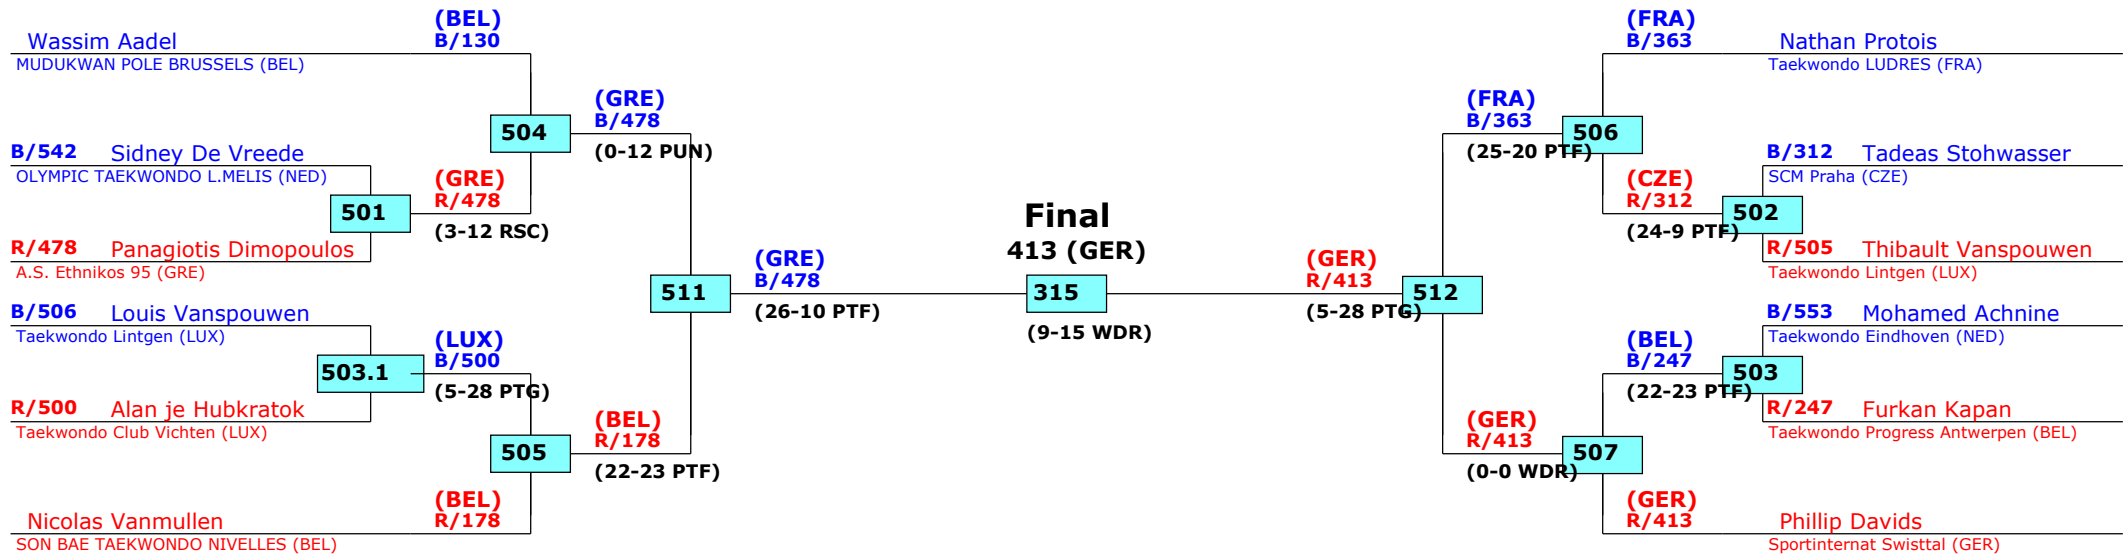 (BEL)
B/130
Wassim Aadel
MUDUKWAN POLE BRUSSELS (BEL)
504
(GRE)
B/478
(0-12 PUN)
B/542 Sidney De Vreede
OLYMPIC TAEKWONDO L.MELIS (NED)
501
(GRE)
R/478
(3-12 RSC)
R/478 Panagiotis Dimopoulos
A.S. Ethnikos 95 (GRE)
511
(GRE)
B/478
(26-10 PTF)
B/506 Louis Vanspouwen
Taekwondo Lintgen (LUX)
503.1
(LUX)
B/500
(5-28 PTG)
R/500 Alan je Hubkratok
Taekwondo Club Vichten (LUX)
505
(BEL)
R/178
(22-23 PTF)
(BEL)
R/178
Nicolas Vanmullen
SON BAE TAEKWONDO NIVELLES (BEL)
Final
413 (GER)
315
(9-15 WDR)
(FRA)
B/363
Nathan Protois
Taekwondo LUDRES (FRA)
(FRA)
B/363
506
(25-20 PTF)
B/312 Tadeas Stohwasser
SCM Praha (CZE)
(CZE)
R/312
502
(24-9 PTF)
R/505 Thibault Vanspouwen
Taekwondo Lintgen (LUX)
(GER)
R/413
512
(5-28 PTG)
B/553 Mohamed Achnine
Taekwondo Eindhoven (NED)
(BEL)
B/247
503
(22-23 PTF)
R/247 Furkan Kapan
Taekwondo Progress Antwerpen (BEL)
(GER)
R/413
507
(0-0 WDR)
(GER)
R/413
Phillip Davids
Sportinternat Swisttal (GER)